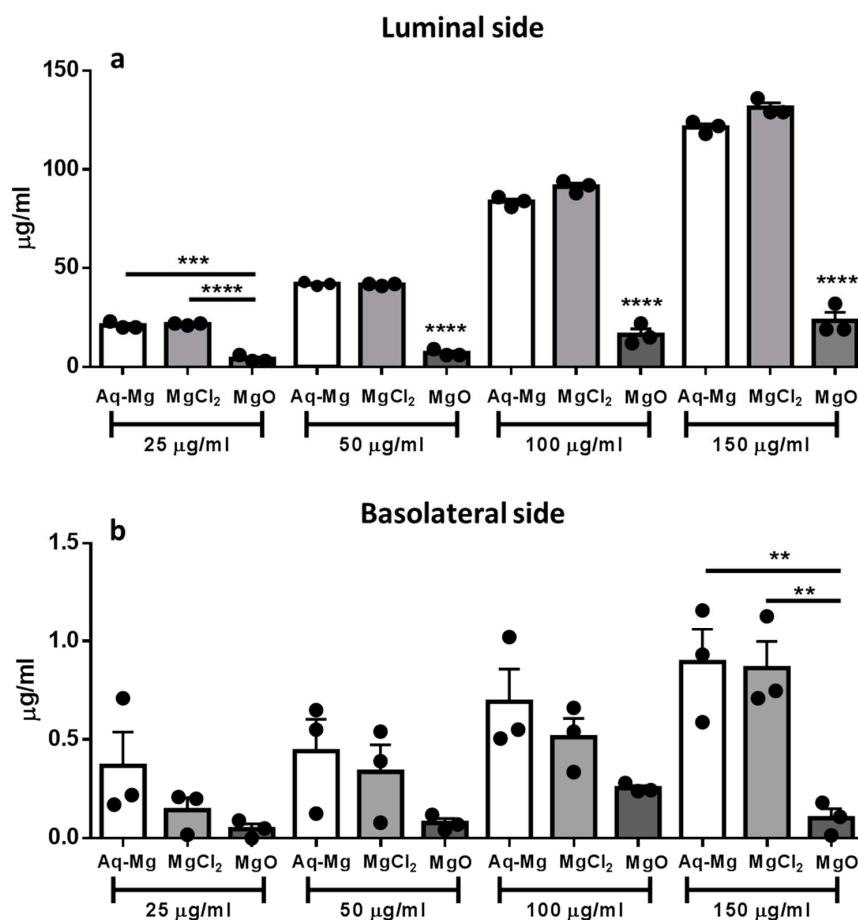 Luminal side
a
150
100
50
0
μg/ml
***
****
****
****
****
Aq-Mg MgCl₂ MgO Aq-Mg MgCl₂ MgO Aq-Mg MgCl₂ MgO Aq-Mg MgCl₂ MgO
25 μg/ml 50 μg/ml 100 μg/ml 150 μg/ml
Basolateral side
b
1.5
1.0
0.5
0.0
μg/ml
**
**
Aq-Mg MgCl₂ MgO Aq-Mg MgCl₂ MgO Aq-Mg MgCl₂ MgO Aq-Mg MgCl₂ MgO
25 μg/ml 50 μg/ml 100 μg/ml 150 μg/ml